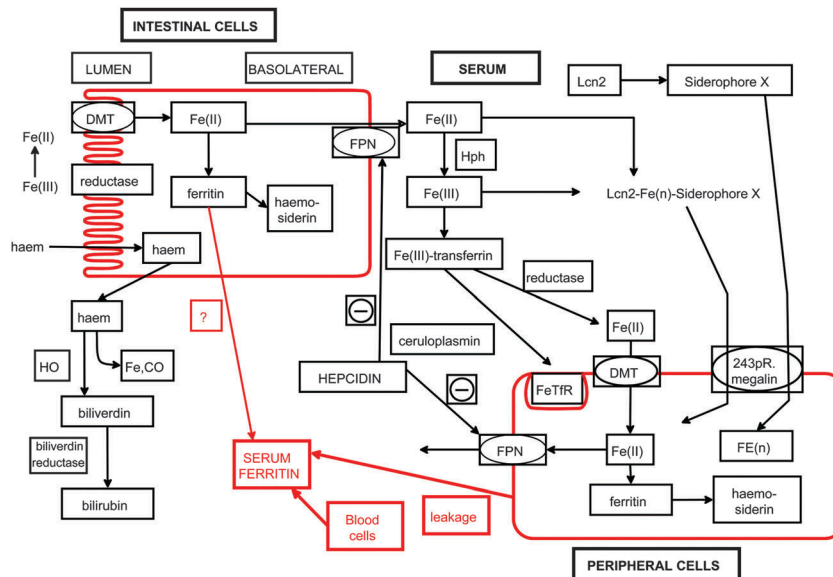 INTESTINAL CELLS
LUMEN
BASOLATERAL
SERUM
Lcn2
Siderophore X
DMT
Fe(II)
Fe(II)
FPN
Fe(II)
Hph
Fe(III)
reductase
ferritin
haemo-
siderin
Fe(III)
Lcn2-Fe(n)-Siderophore X
haem
haem
Fe(III)-transferrin
reductase
haem
?
Fe(II)
ceruloplasmin
HO
Fe,CO
HEPCIDIN
FeTfR
DMT
243pR.
megalin
biliverdin
biliverdin
reductase
SERUM
FERRITIN
FPN
Fe(II)
FE(n)
bilirubin
Blood
cells
leakage
ferritin
haemo-
siderin
PERIPHERAL CELLS